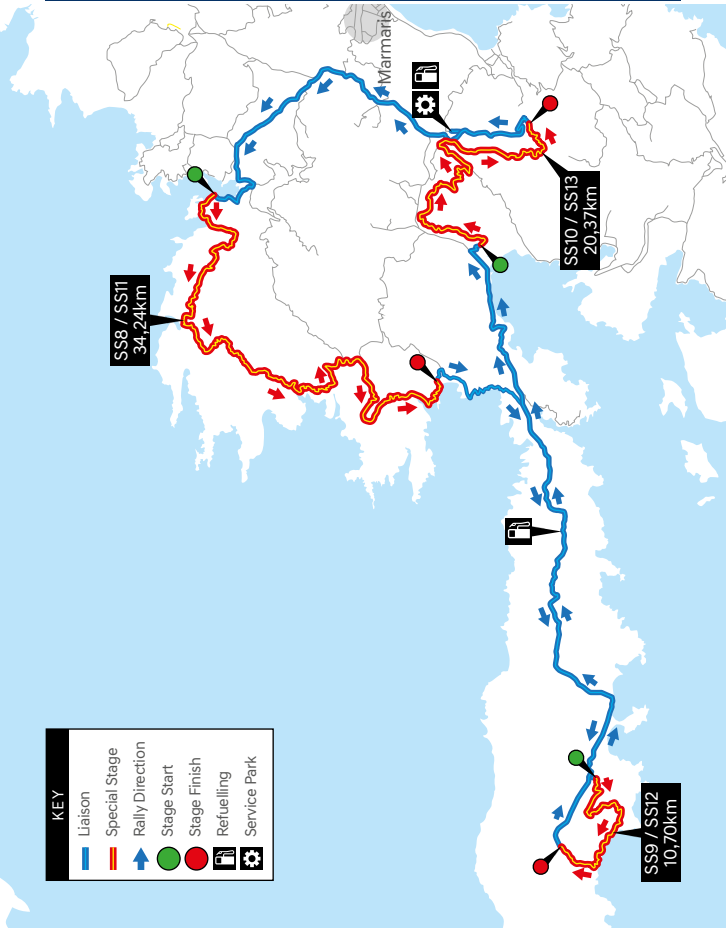 Marmaris
SS8 / SS11
34,24km
SS10 / SS13
20,37km
SS9 / SS12
10,70km
KEY
Liaison
Special Stage
Rally Direction
Stage Start
Stage Finish
Refuelling
Service Park